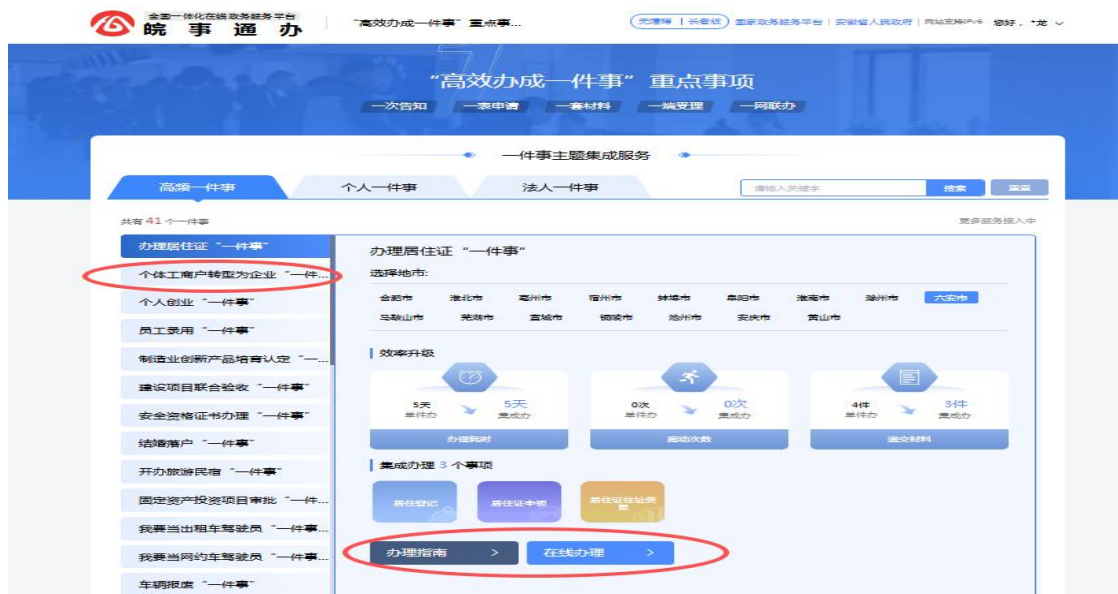 全国一体化在线政务服务平台
皖事通办
“高效办成一件事”重点事...
无障碍 | 长者版
国家政务服务平台 | 安徽省人民政府 | 网站支持IPv6
您好，*龙
“高效办成一件事”重点事项
一次告知 一表申请 一套材料 一端受理 一网联办
一件事主题集成服务
高频一件事 个人一件事 法人一件事
请输入关键字 搜索 重置
共有 41 个一件事 更多服务接入中
办理居住证“一件事”
个体工商户转型为企业“一件...
个人创业“一件事”
员工录用“一件事”
制造业创新产品培育认定“一...
建设项目联合验收“一件事”
安全资格证书办理“一件事”
结婚落户“一件事”
开办旅游民宿“一件事”
固定资产投资项目审批“一件...
我要当出租车驾驶员“一件事...
我要当网约车驾驶员“一件事...
车辆报废“一件事”
办理居住证“一件事”
选择地市:
合肥市 淮北市 亳州市 宿州市 蚌埠市 阜阳市 淮南市 滁州市 六安市
马鞍山市 芜湖市 宣城市 铜陵市 池州市 安庆市 黄山市
效率升级
5天 5天
单件办 集成办
办理耗时
0次 0次
单件办 集成办
跑动次数
4件 3件
单件办 集成办
递交材料
集成办理 3 个事项
居住登记 居住证申领 居住证住址变
更
办理指南 > 在线办理 >